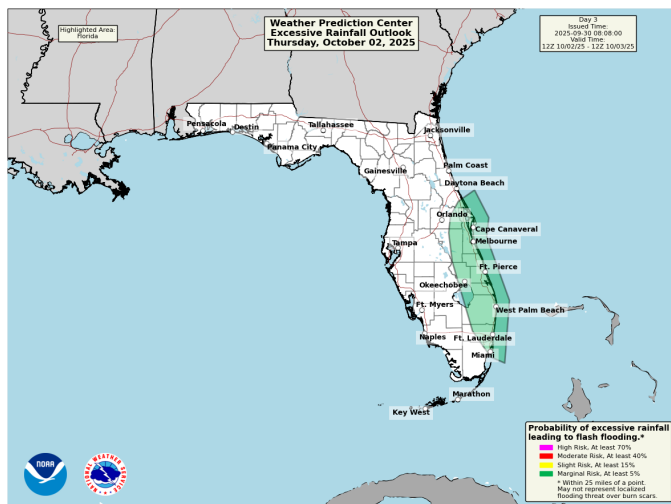 Weather Prediction Center
Excessive Rainfall Outlook
Thursday, October 02, 2025
Highlighted Area:
Florida
Day 3
Issued Time:
2025-09-30 08:08:00
Valid Time:
12Z 10/02/25 - 12Z 10/03/25
Pensacola
Destin
Panama City
Tallahassee
Jacksonville
Gainesville
Palm Coast
Daytona Beach
Orlando
Cape Canaveral
Melbourne
Tampa
Ft. Pierce
Okeechobee
Ft. Myers
West Palm Beach
Naples
Ft. Lauderdale
Miami
Marathon
Key West
Probability of excessive rainfall
leading to flash flooding.*
High Risk, At least 70%
Moderate Risk, At least 40%
Slight Risk, At least 15%
Marginal Risk, At least 5%
* Within 25 miles of a point.
May not represent localized
flooding threat over burn scars.
NOAA
NATIONAL WEATHER SERVICE